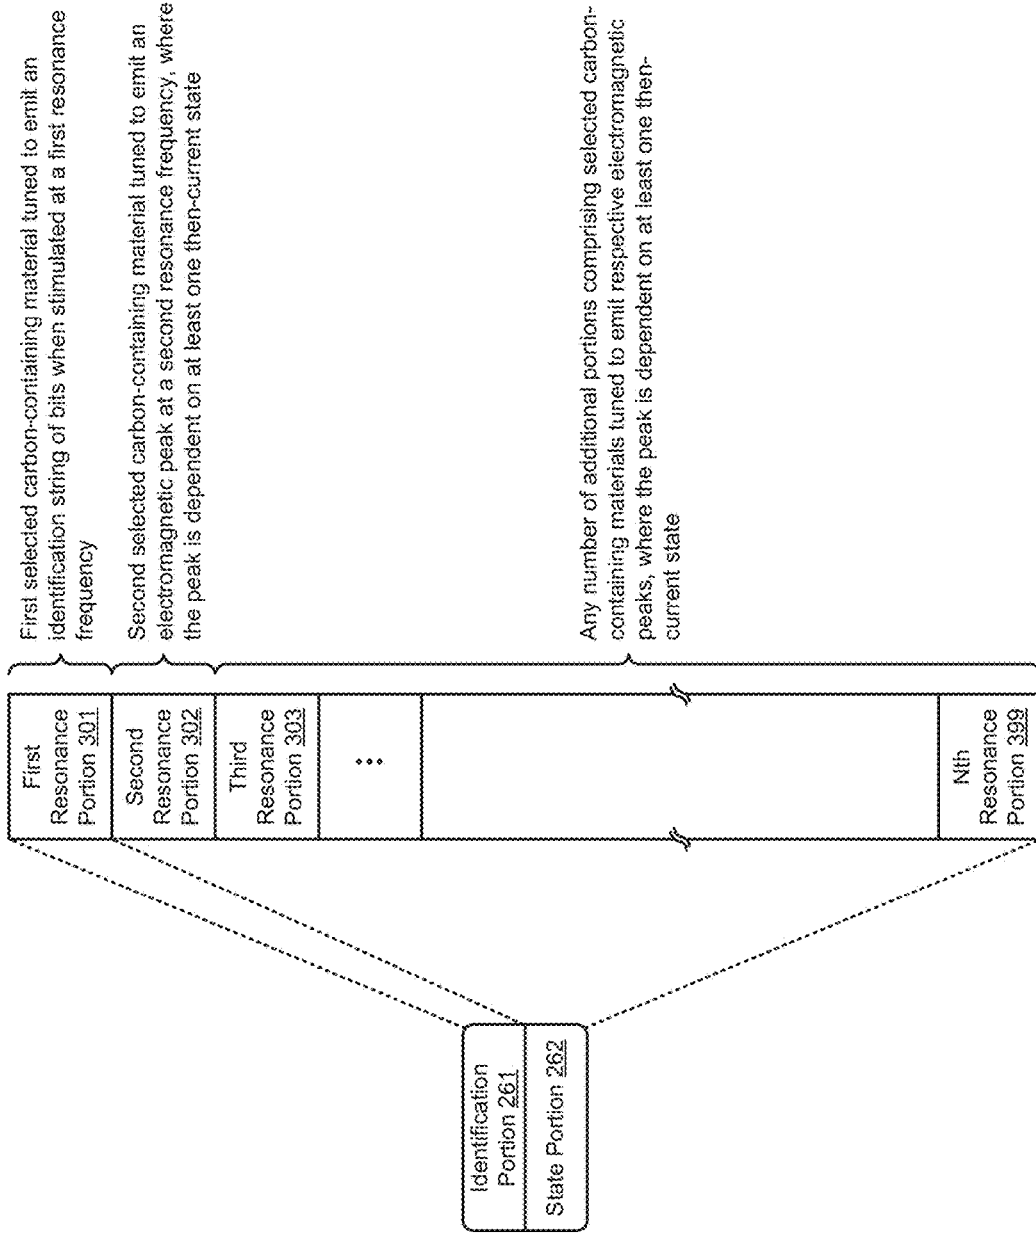 Identification
Portion 261
State Portion 262
First
Resonance
Portion 301
Second
Resonance
Portion 302
Third
Resonance
Portion 303
...
Nth
Resonance
Portion 399
First selected carbon-containing material tuned to emit an
identification string of bits when stimulated at a first resonance
frequency
Second selected carbon-containing material tuned to emit an
electromagnetic peak at a second resonance frequency, where
the peak is dependent on at least one then-current state
Any number of additional portions comprising selected carbon-
containing materials tuned to emit respective electromagnetic
peaks, where the peak is dependent on at least one then-
current state